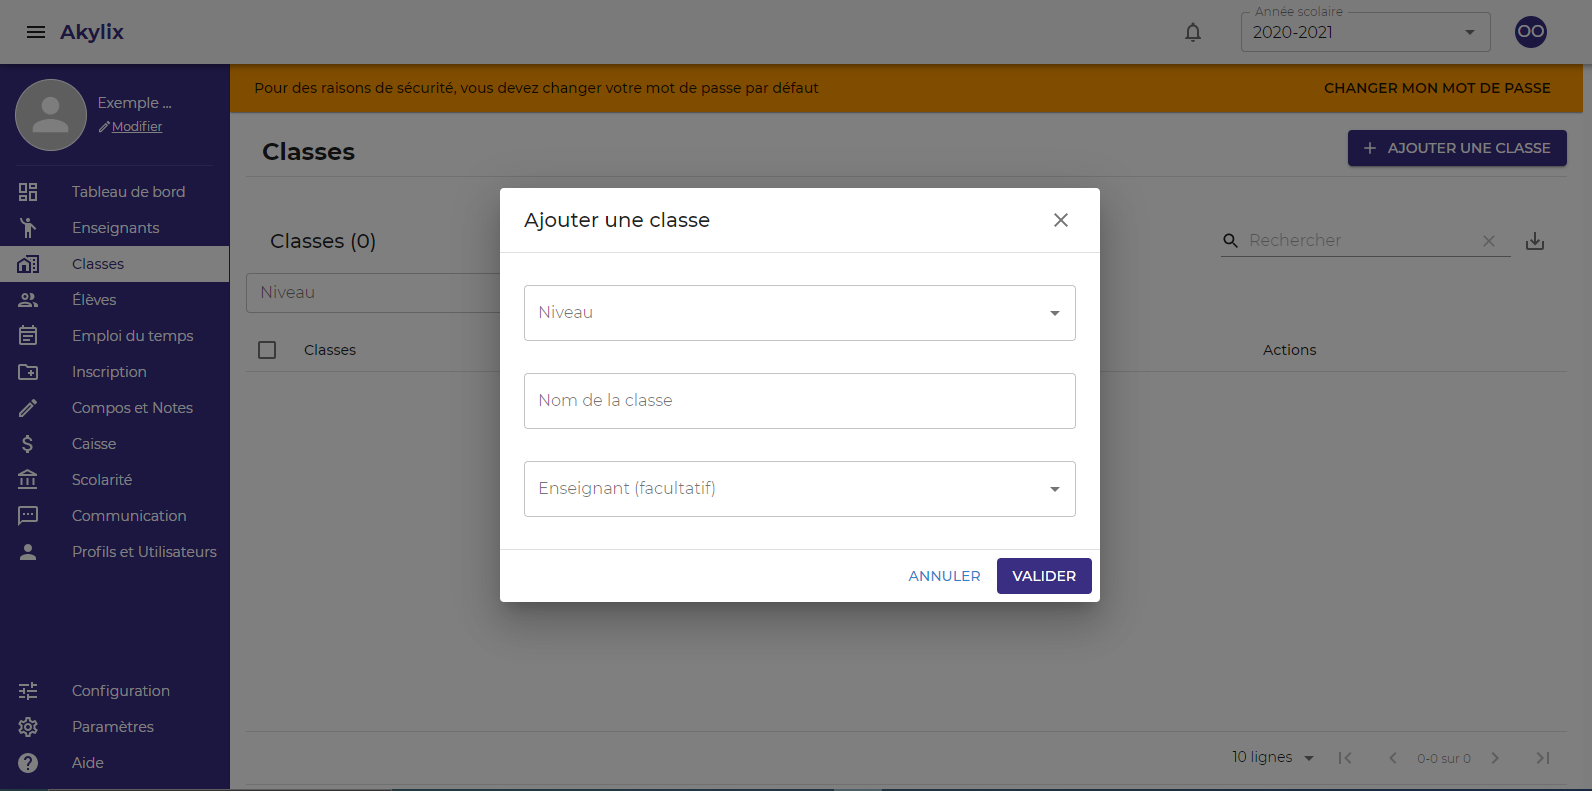 Akylix
Année scolaire
2020-2021
OO
Exemple ...
Modifier
Tableau de bord
Enseignants
Classes
Élèves
Emploi du temps
Inscription
Compos et Notes
Caisse
Scolarité
Communication
Profils et Utilisateurs
Configuration
Paramètres
Aide
Pour des raisons de sécurité, vous devez changer votre mot de passe par défaut
CHANGER MON MOT DE PASSE
Classes
AJOUTER UNE CLASSE
Classes (0)
Rechercher
Niveau
Classes
Actions
Ajouter une classe
Niveau
Nom de la classe
Enseignant (facultatif)
ANNULER
VALIDER
10 lignes
0-0 sur 0